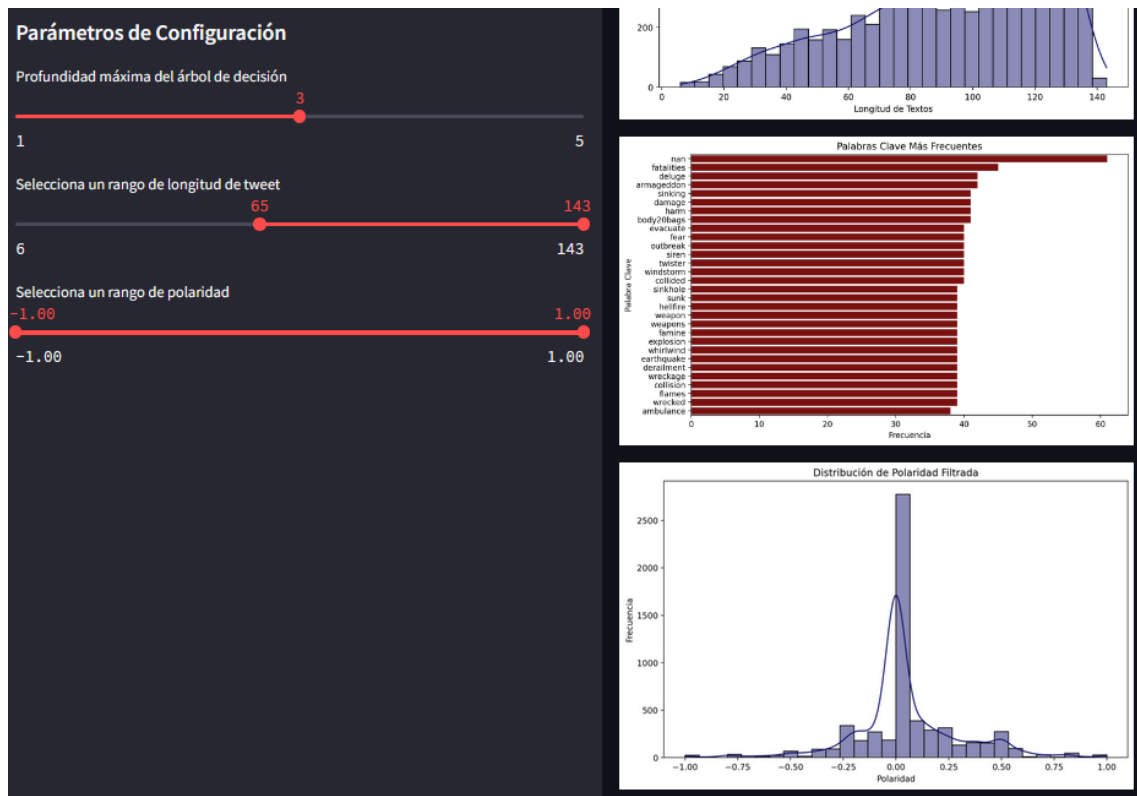 Parámetros de Configuración
Profundidad máxima del árbol de decisión
3
1 5
Selecciona un rango de longitud de tweet
65 143
6 143
Selecciona un rango de polaridad
-1.00 1.00
-1.00 1.00
200
0
0 20 40 60 80 100 120 140
Longitud de Textos
Palabras Clave Más Frecuentes
Palabra Clave
nan
fatalities
deluge
armageddon
sinking
damage
harm
body20bags
evacuate
fear
outbreak
siren
twister
windstorm
collided
sinkhole
sunk
hellfire
weapon
weapons
famine
explosion
whirlwind
earthquake
derailment
wreckage
collision
flames
wrecked
ambulance
0 10 20 30 40 50 60
Frecuencia
Distribución de Polaridad Filtrada
Frecuencia
2500
2000
1500
1000
500
0
−1.00 −0.75 −0.50 −0.25 0.00 0.25 0.50 0.75 1.00
Polaridad